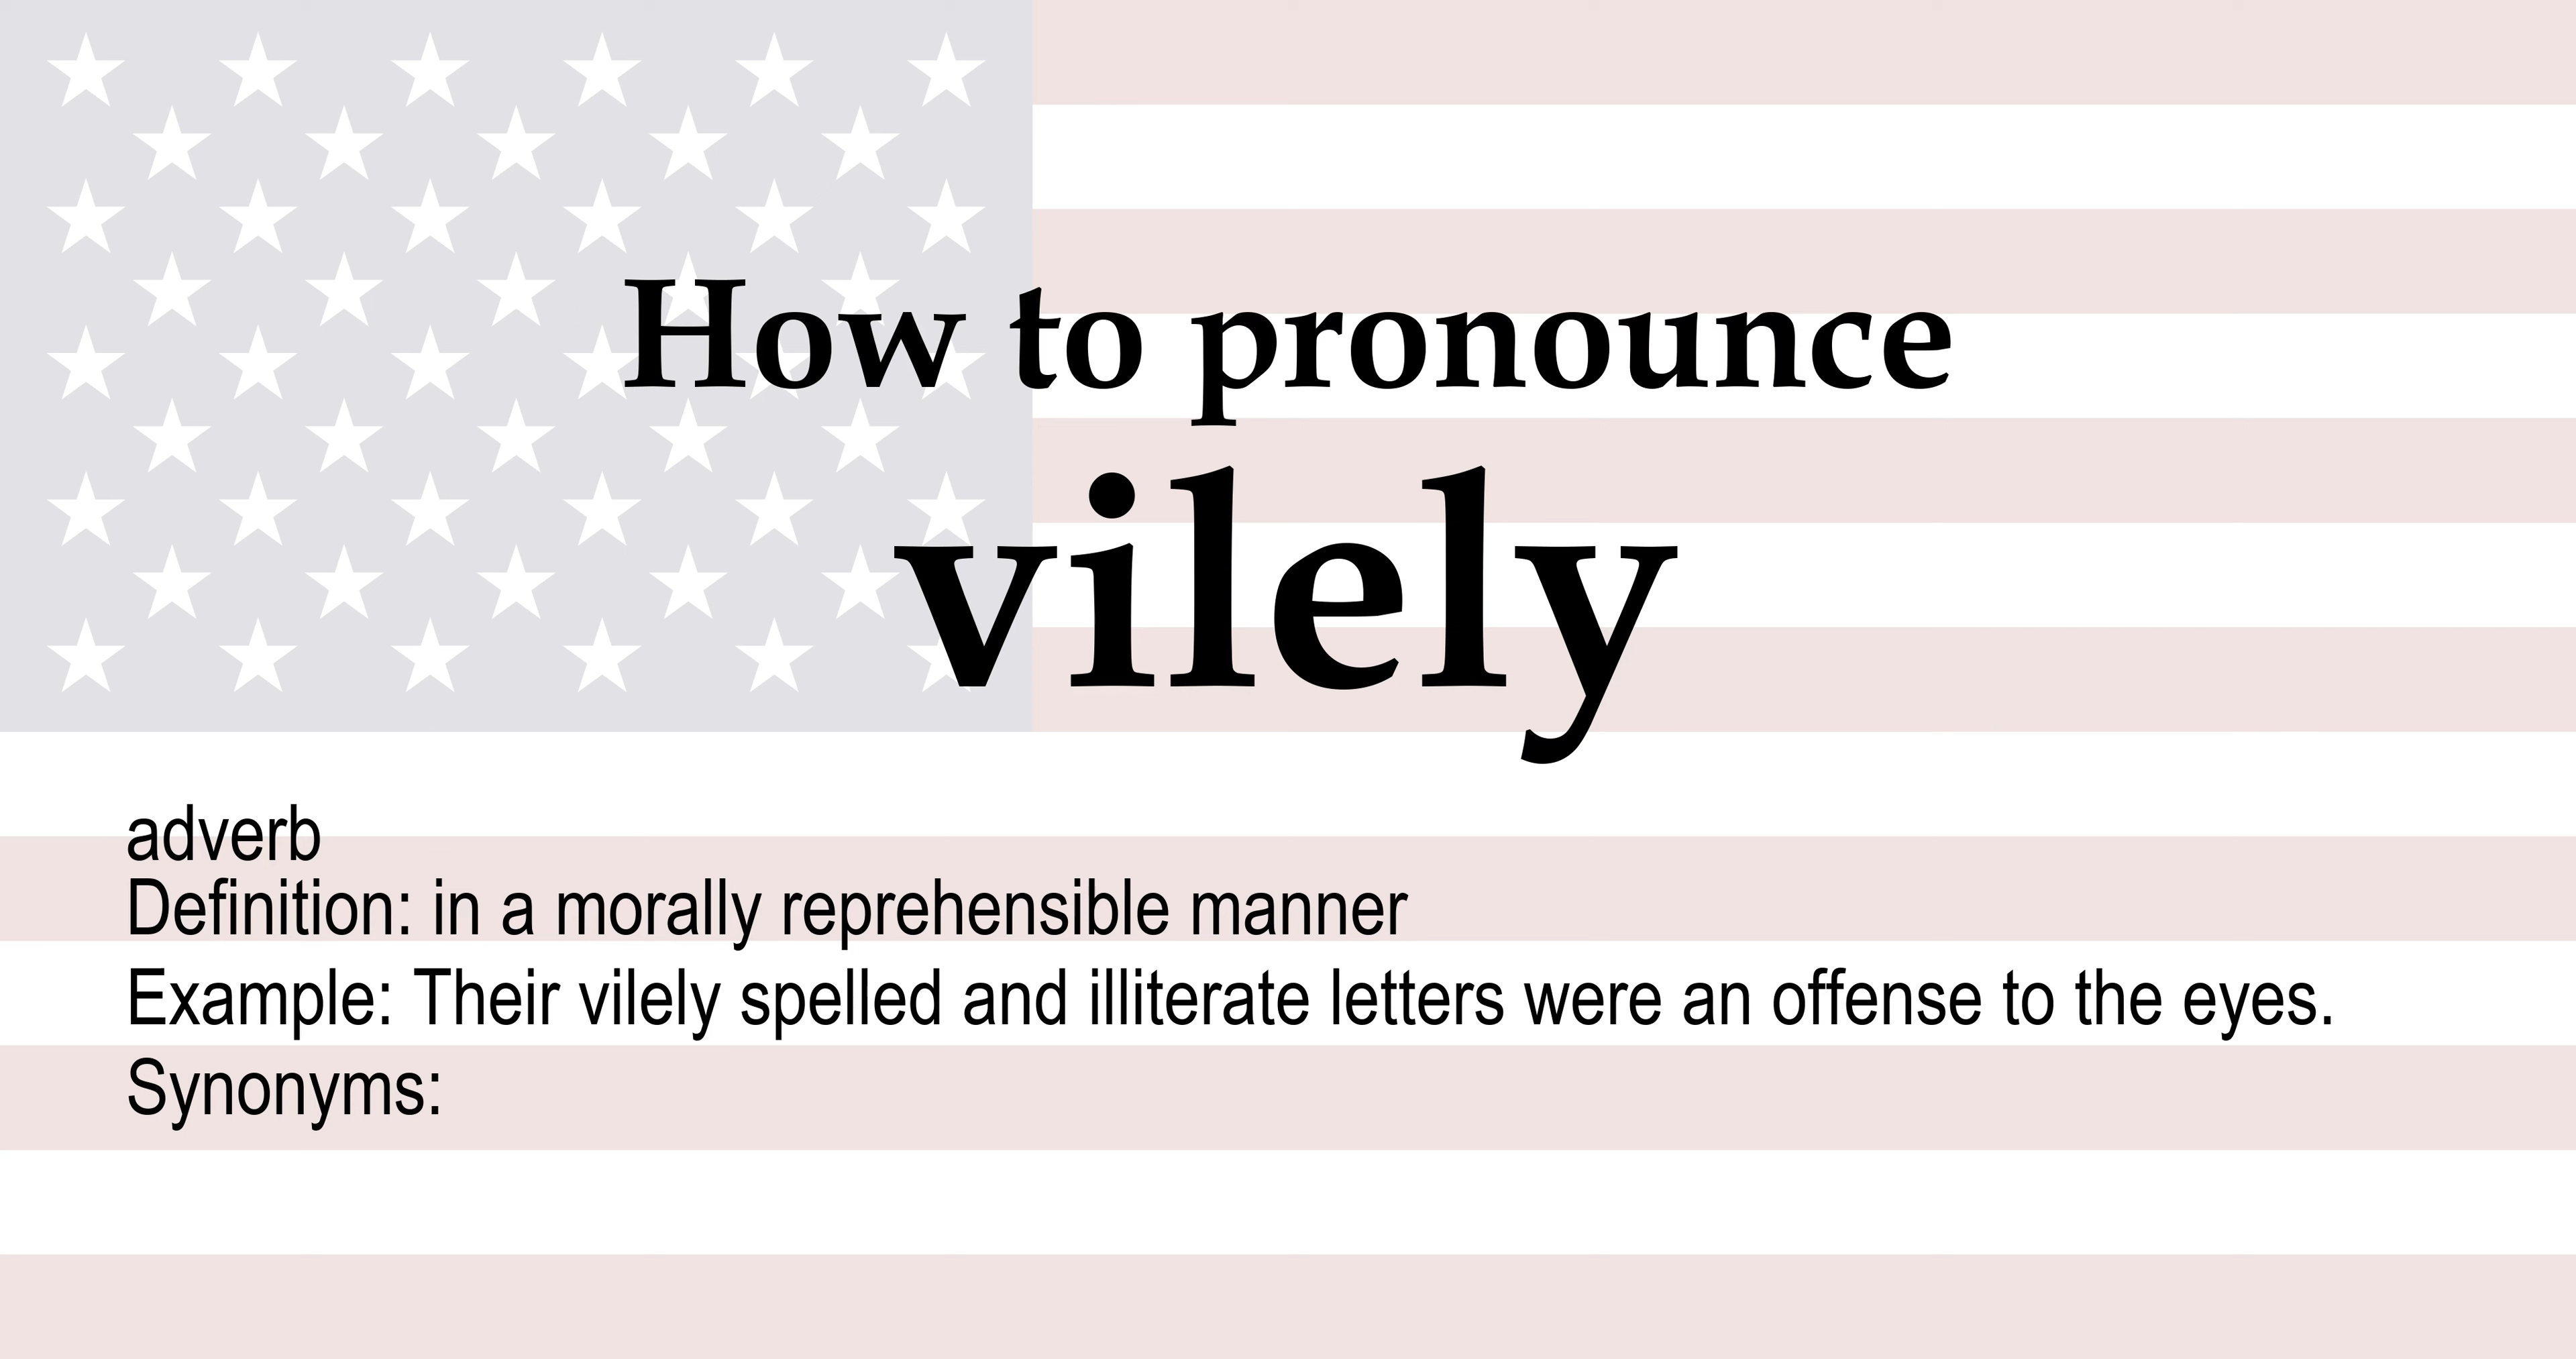 How to pronounce
vilely
adverb
Definition: in a morally reprehensible manner
Example: Their vilely spelled and illiterate letters were an offense to the eyes.
Synonyms: